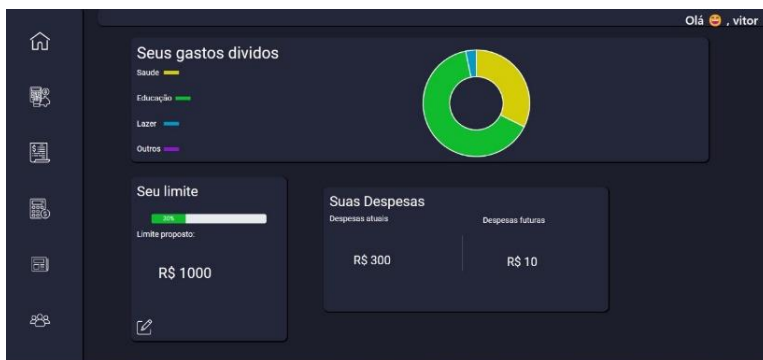 Olá 😄 , vitor
Seus gastos dividos
Saude
Educação
Lazer
Outros
Seu limite
30%
Limite proposto:
R$ 1000
Suas Despesas
Despesas atuais
Despesas futuras
R$ 300
R$ 10